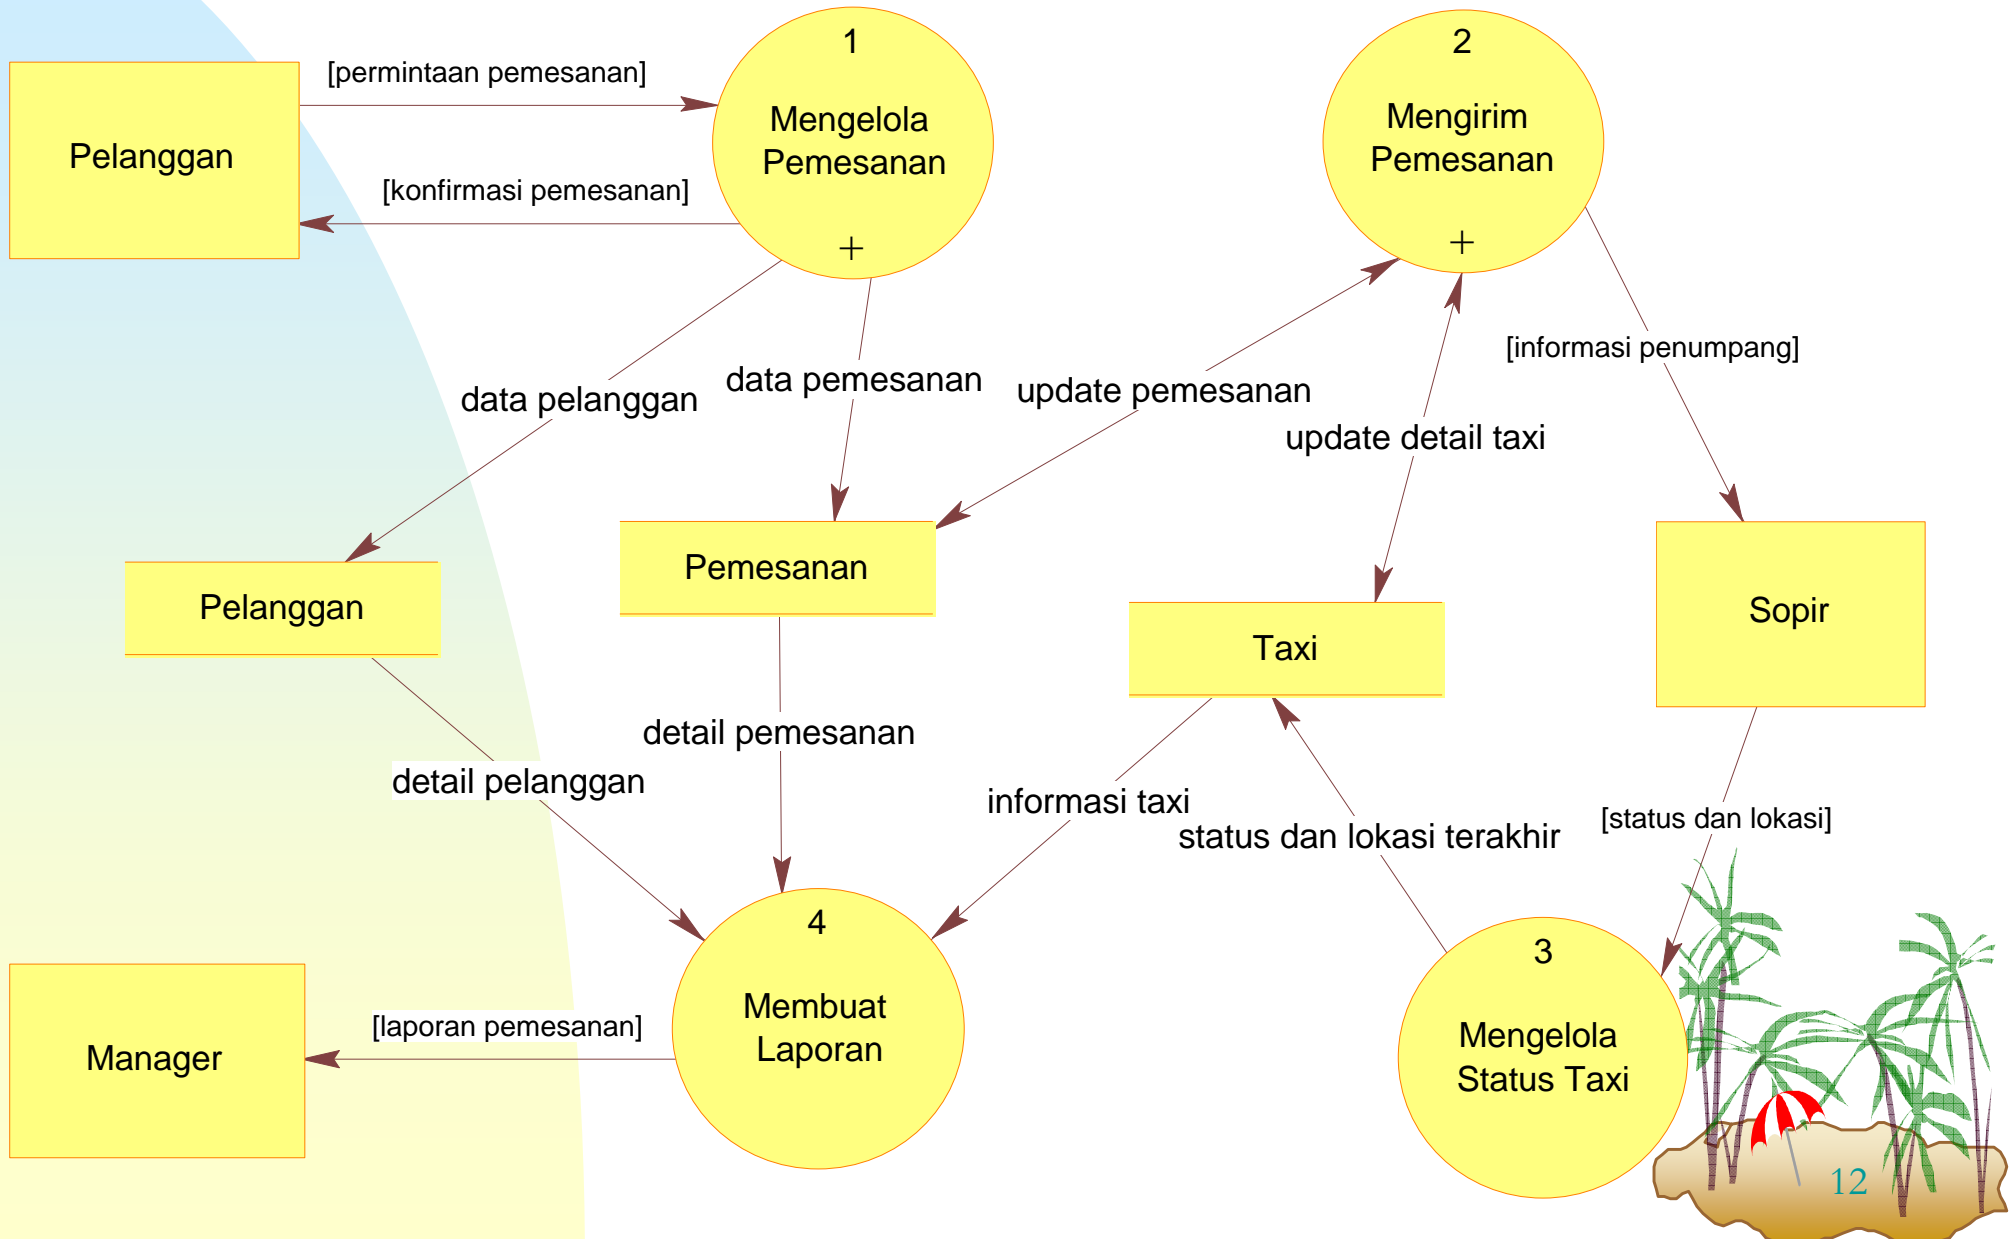 1
2
[permintaan pemesanan]
Mengelola
Pemesanan
Mengirim
Pemesanan
Pelanggan
[konfirmasi pemesanan]
+
+
[informasi penumpang]
data pemesanan
data pelanggan
update pemesanan
update detail taxi
Pemesanan
Pelanggan
Taxi
Sopir
detail pemesanan
detail pelanggan
informasi taxi
status dan lokasi terakhir
[status dan lokasi]
4
3
Membuat
Laporan
[laporan pemesanan]
Manager
Mengelola
Status Taxi
12